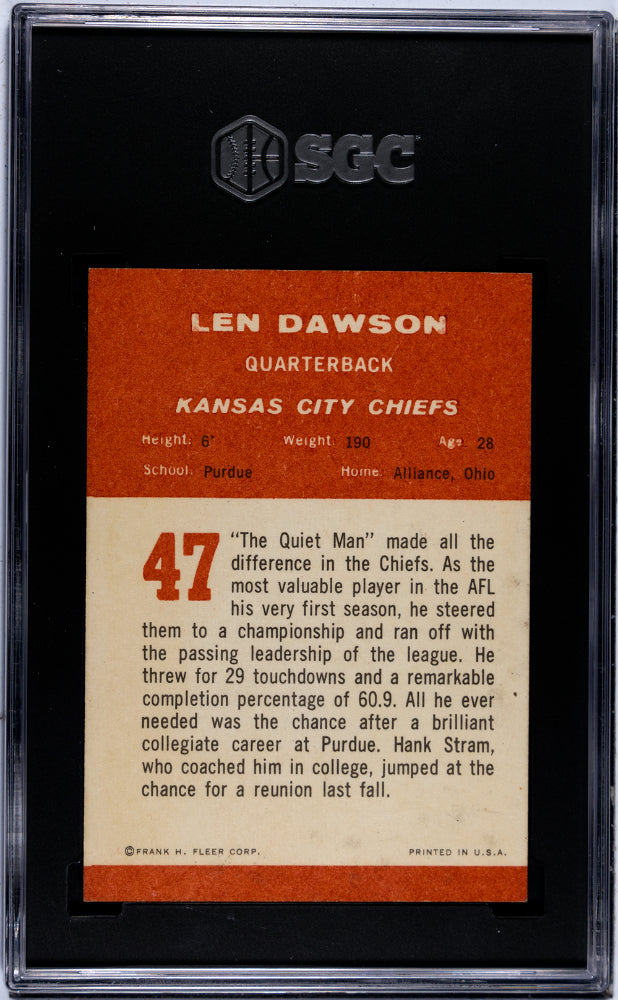 SGC
LEN DAWSON
QUARTERBACK
KANSAS CITY CHIEFS
Height: 6' Weight: 190 Age: 28
School: Purdue Home: Alliance, Ohio
47
"The Quiet Man" made all the
difference in the Chiefs. As the
most valuable player in the AFL
his very first season, he steered
them to a championship and ran off with
the passing leadership of the league. He
threw for 29 touchdowns and a remarkable
completion percentage of 60.9. All he ever
needed was the chance after a brilliant
collegiate career at Purdue. Hank Stram,
who coached him in college, jumped at the
chance for a reunion last fall.
©FRANK H. FLEER CORP. PRINTED IN U.S.A.